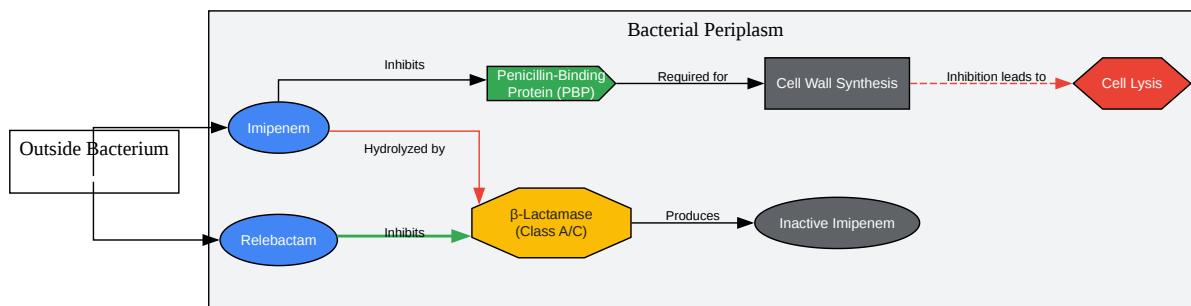 Bacterial Periplasm
Outside Bacterium
Imipenem
Inhibits
Penicillin-Binding
Protein (PBP)
Required for
Cell Wall Synthesis
Inhibition leads to
Cell Lysis
Hydrolyzed by
Relebactam
Inhibits
β-Lactamase
(Class A/C)
Produces
Inactive Imipenem